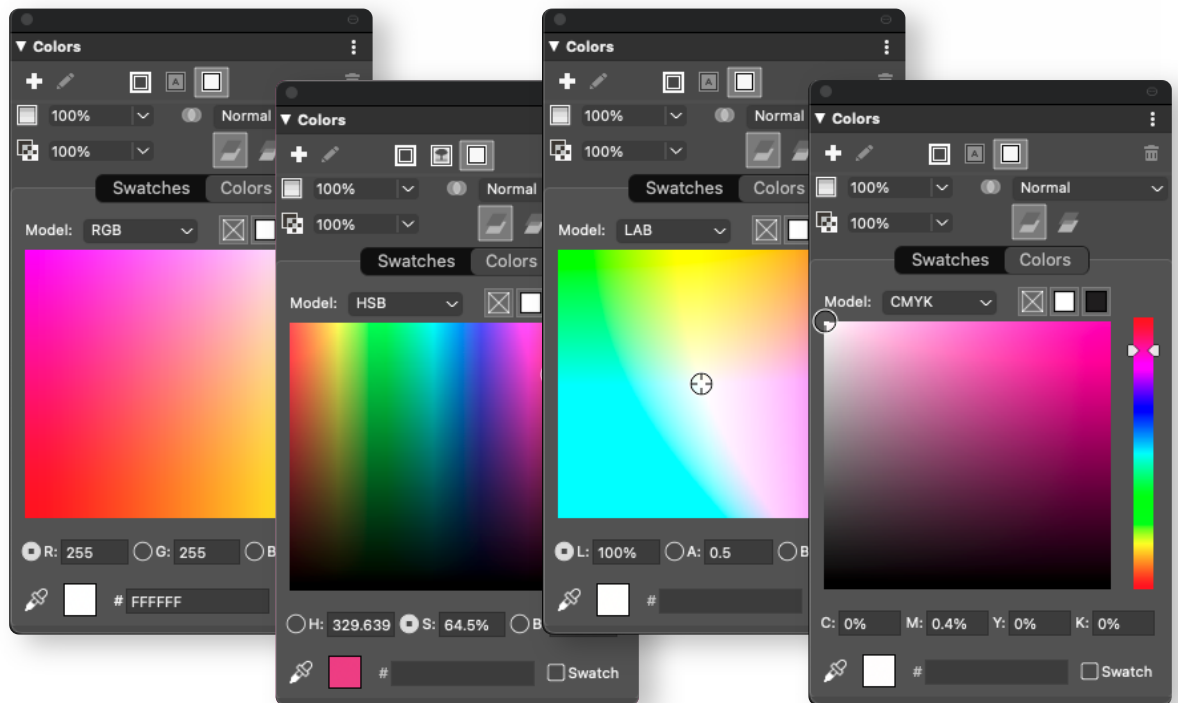 Colors
100%
Normal
100%
Swatches Colors
Model: RGB
R: 255 G: 255 B
# FFFFFF
Colors
100%
Normal
100%
Swatches Colors
Model: HSB
H: 329.639 S: 64.5% B
#
Swatch
Colors
100%
Normal
100%
Swatches Colors
Model: LAB
L: 100% A: 0.5 B
#
Colors
A
100%
Normal
100%
Swatches Colors
Model: CMYK
C: 0% M: 0.4% Y: 0% K: 0%
#
Swatch